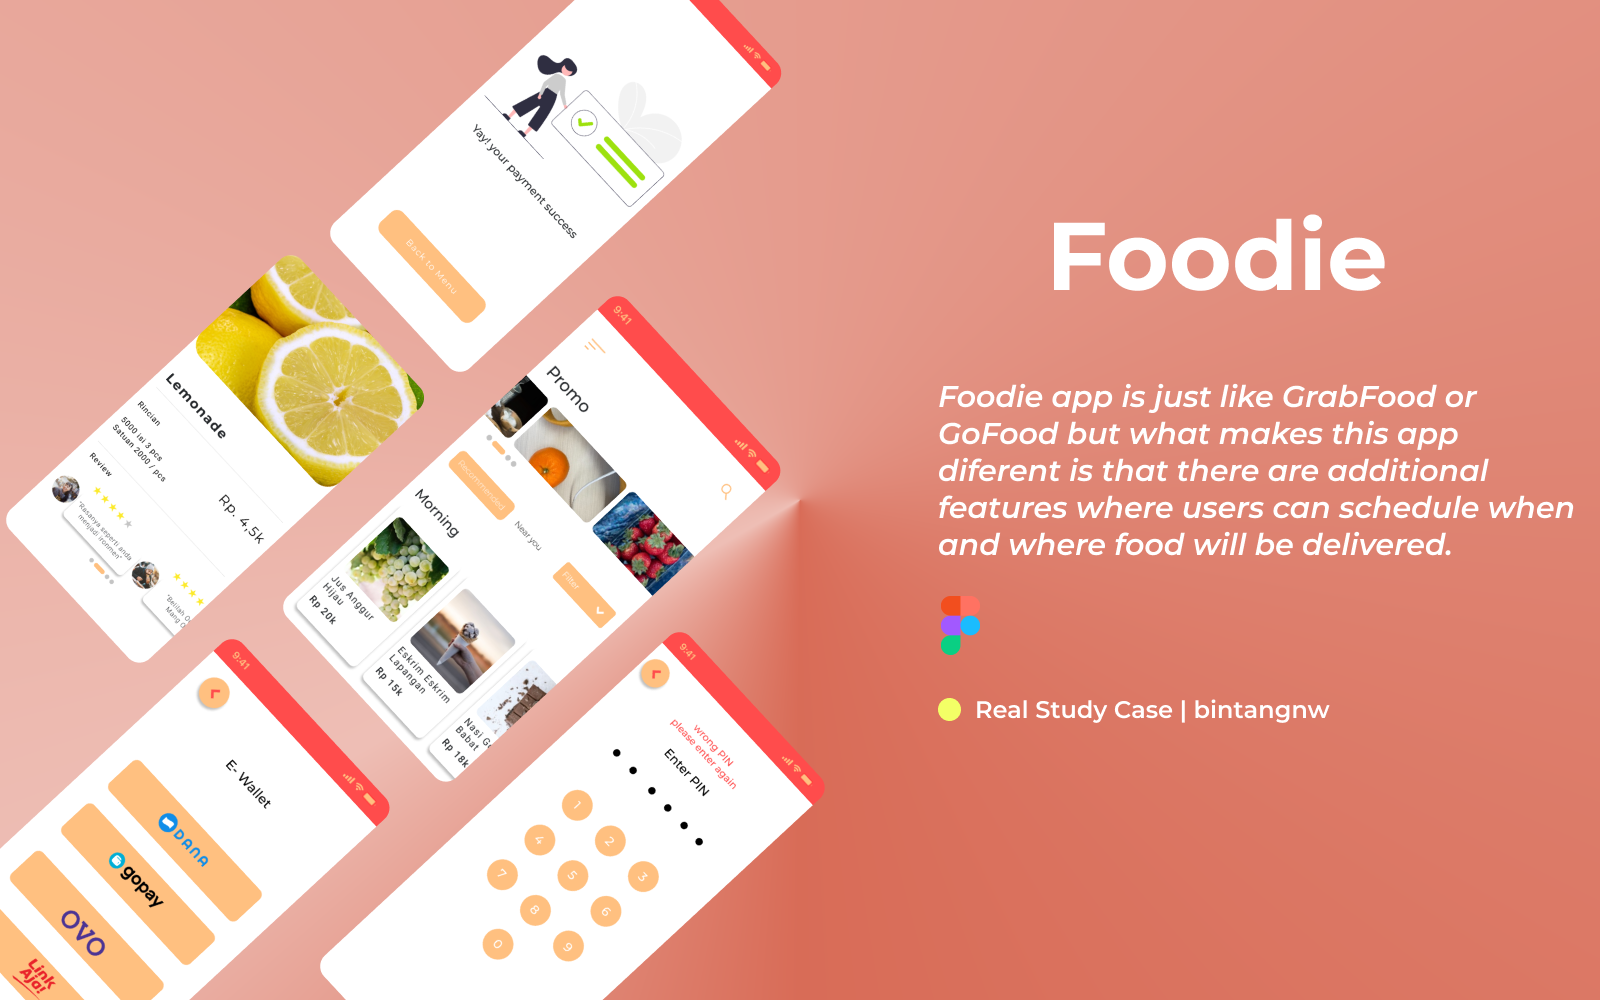 Yay! your payment success
Back to Menu
Lemonade
Rincian
5000 isi 3 pcs
Satuan 2000 / pcs
Rp. 4,5k
Review
"Rasanya seperti anda
menjadi ironmen"
Mang O
9:41
Promo
Recommended
Near you
Filter
Morning
Jus Anggur
Hijau
Rp 20k
Eskrim Eskrim
Lapangan
Rp 15k
Nasi Go
Babat
Rp 18k
9:41
E- Wallet
DANA
gopay
OVO
Link
Aja!
9:41
wrong PIN
please enter again
Enter PIN
1
2
3
4
5
6
7
8
9
0
Foodie
Foodie app is just like GrabFood or
GoFood but what makes this app
diferent is that there are additional
features where users can schedule when
and where food will be delivered.
Real Study Case | bintangnw